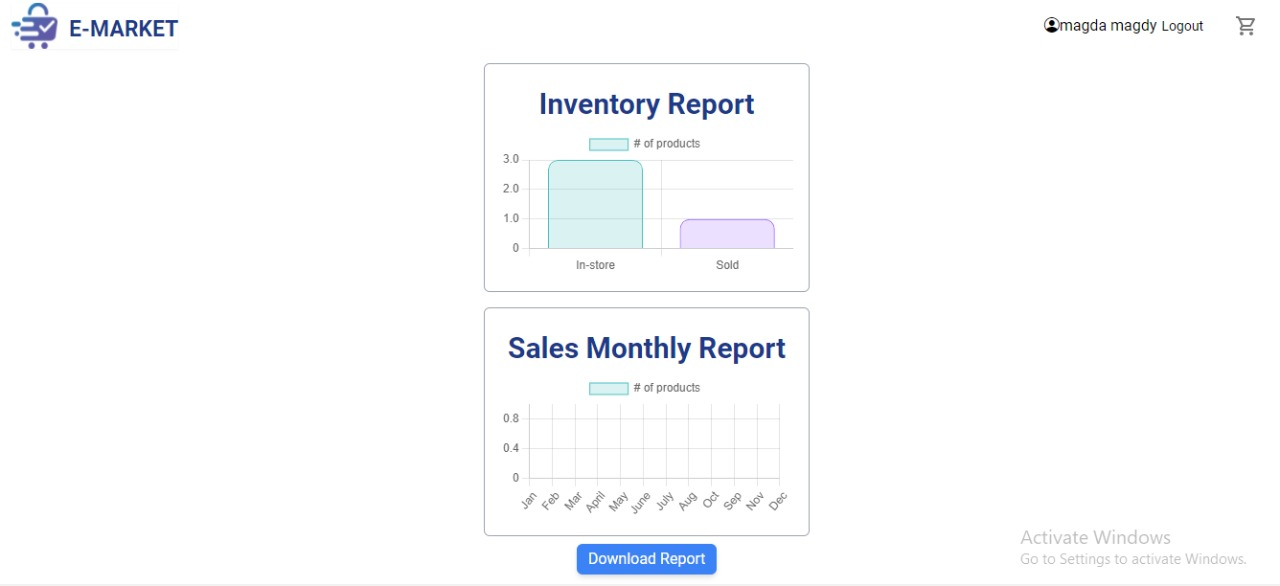 E-MARKET
magda magdy Logout
Inventory Report
# of products
3.0
2.0
1.0
0
In-store Sold
Sales Monthly Report
# of products
0.8
0.4
0
Jan Feb Mar April May June July Aug Oct Sep Nov Dec
Download Report
Activate Windows
Go to Settings to activate Windows.